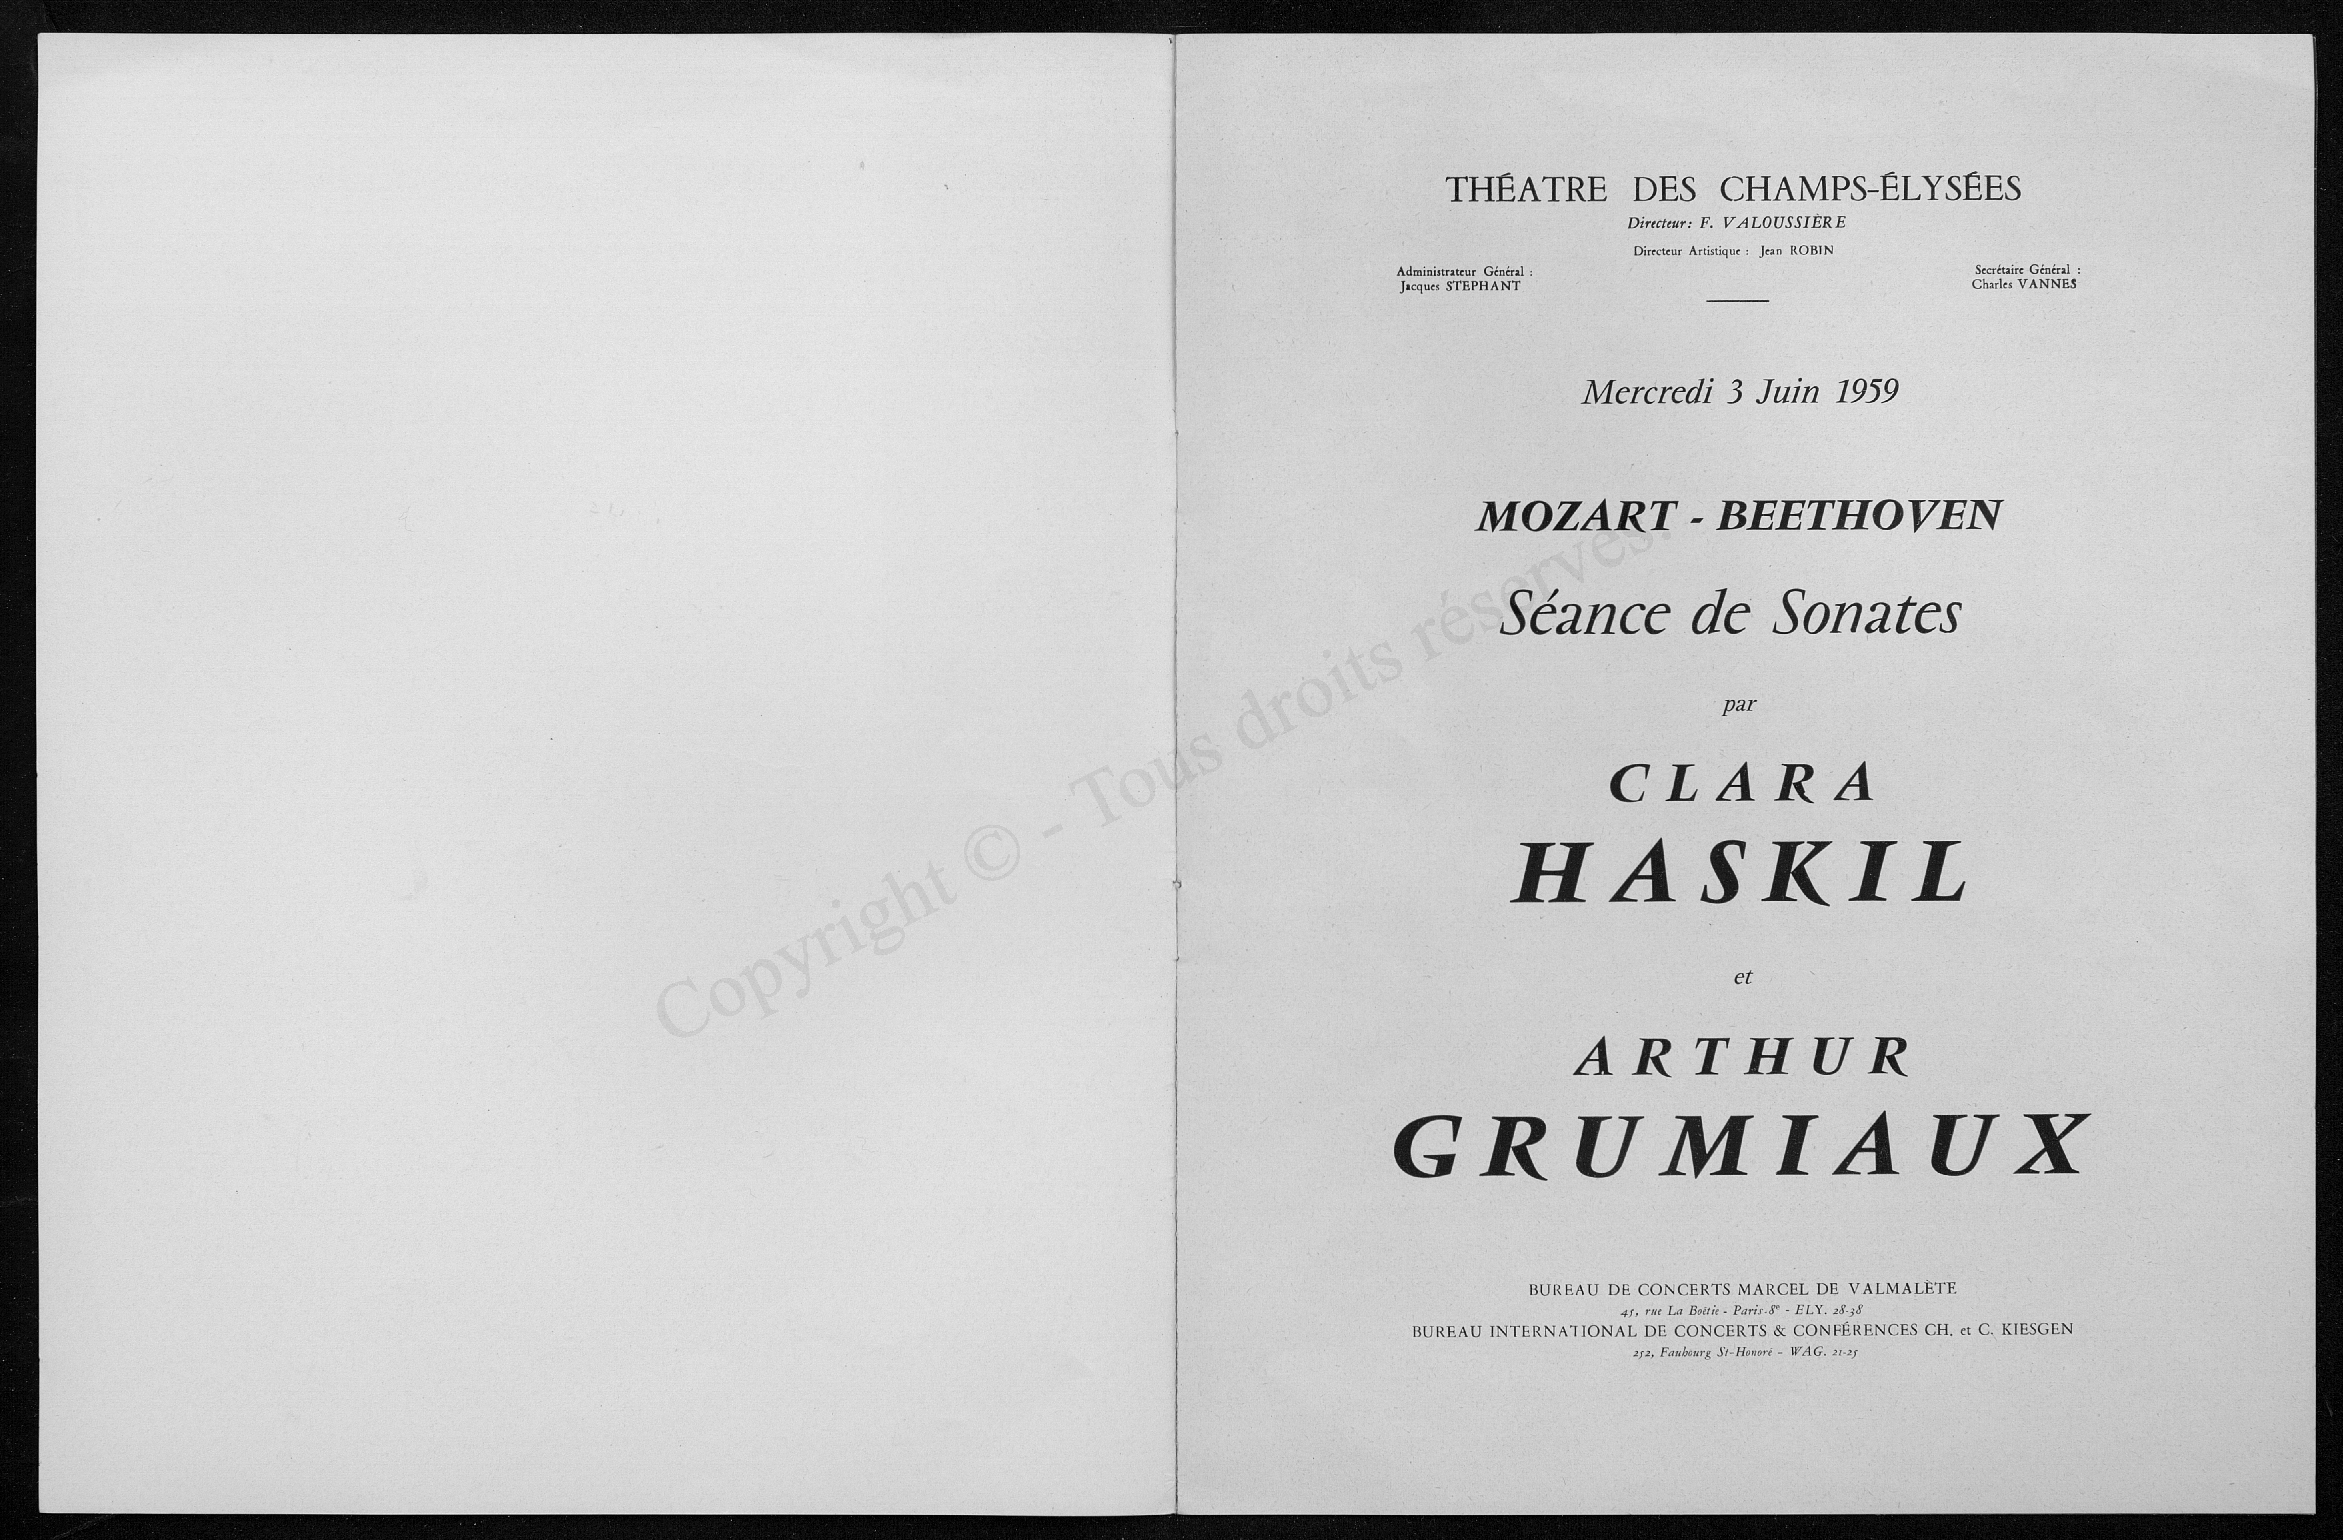 THÉATRE DES CHAMPS-ÉLYSÉES
Directeur: F. VALOUSSIÈRE
Directeur Artistique : Jean ROBIN
Administrateur Général :
Jacques STEPHANT
Secrétaire Général :
Charles VANNES
Mercredi 3 Juin 1959
MOZART - BEETHOVEN
Séance de Sonates
par
CLARA
HASKIL
et
ARTHUR
GRUMIAUX
BUREAU DE CONCERTS MARCEL DE VALMALÈTE
45, rue La Boëtie - Paris-8e - ELY. 28-38
BUREAU INTERNATIONAL DE CONCERTS & CONFÉRENCES CH. et C. KIESGEN
252, Faubourg St-Honoré - WAG. 21-25
Copyright © - Tous droits réservés.